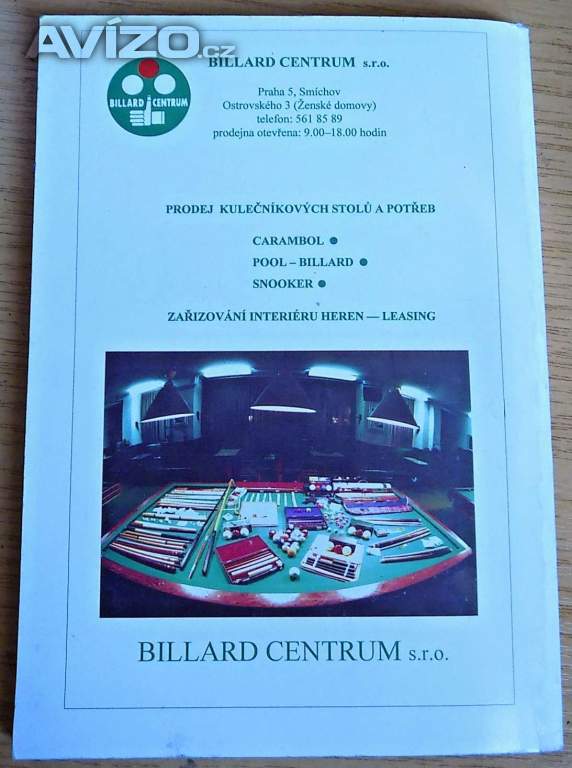 AVÍZO.cz
BILLARD CENTRUM s.r.o.
BILLARD CENTRUM
Praha 5, Smíchov
Ostrovského 3 (Ženské domovy)
telefon: 561 85 89
prodejna otevřena: 9.00–18.00 hodin
PRODEJ KULEČNÍKOVÝCH STOLŮ A POTŘEB
CARAMBOL ●
POOL – BILLARD ●
SNOOKER ●
ZAŘIZOVÁNÍ INTERIÉRU HEREN — LEASING
BILLARD CENTRUM s.r.o.